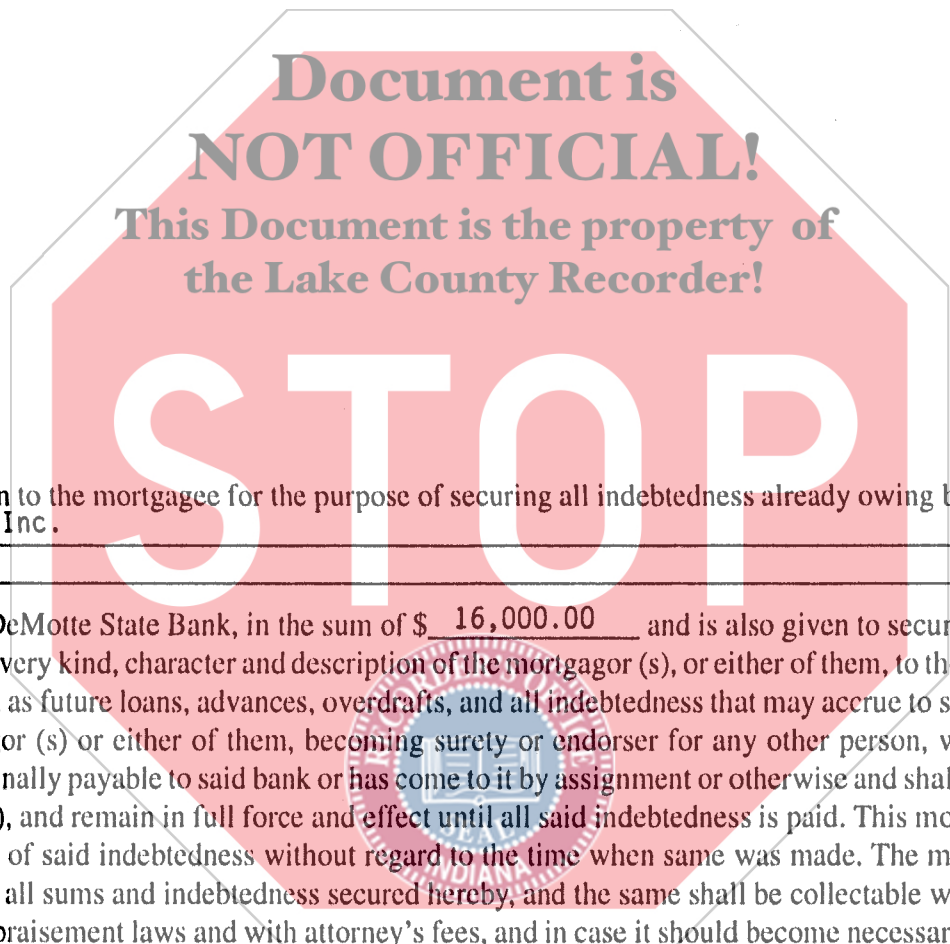 Document is
NOT OFFICIAL!
This Document is the property of
the Lake County Recorder!
STOP
to the mortgagee for the purpose of securing all indebtedness already owing
Inc.
DeMotte State Bank, in the sum of $ 16,000.00 and is also given to secur
very kind, character and description of the mortgagor (s), or either of them, to th
as future loans, advances, overdrafts, and all indebtedness that may accrue to s
or (s) or either of them, becoming surety or endorser for any other person, v
nally payable to said bank or has come to it by assignment or otherwise and shal
), and remain in full force and effect until all said indebtedness is paid. This mo
of said indebtedness without regard to the time when same was made. The m
all sums and indebtedness secured hereby, and the same shall be collectable w
praisement laws and with attorney's fees, and in case it should become necessar
RECORDER'S OFFICE
SEAL
INDIANA